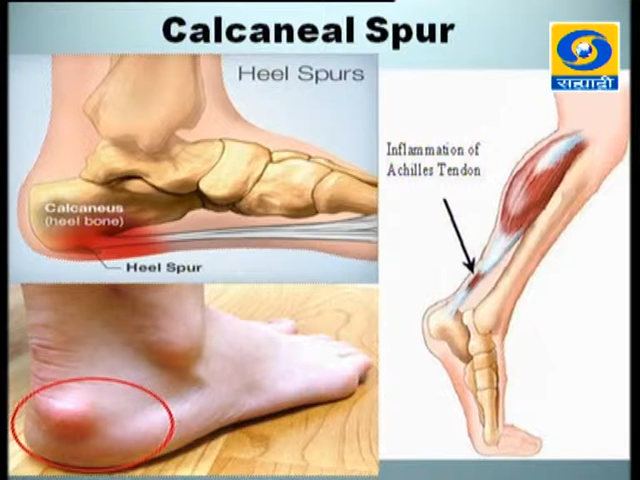 Calcaneal Spur
Heel Spurs
Calcaneus
(heel bone)
Heel Spur
Inflammation of
Achilles Tendon
सह्याद्री